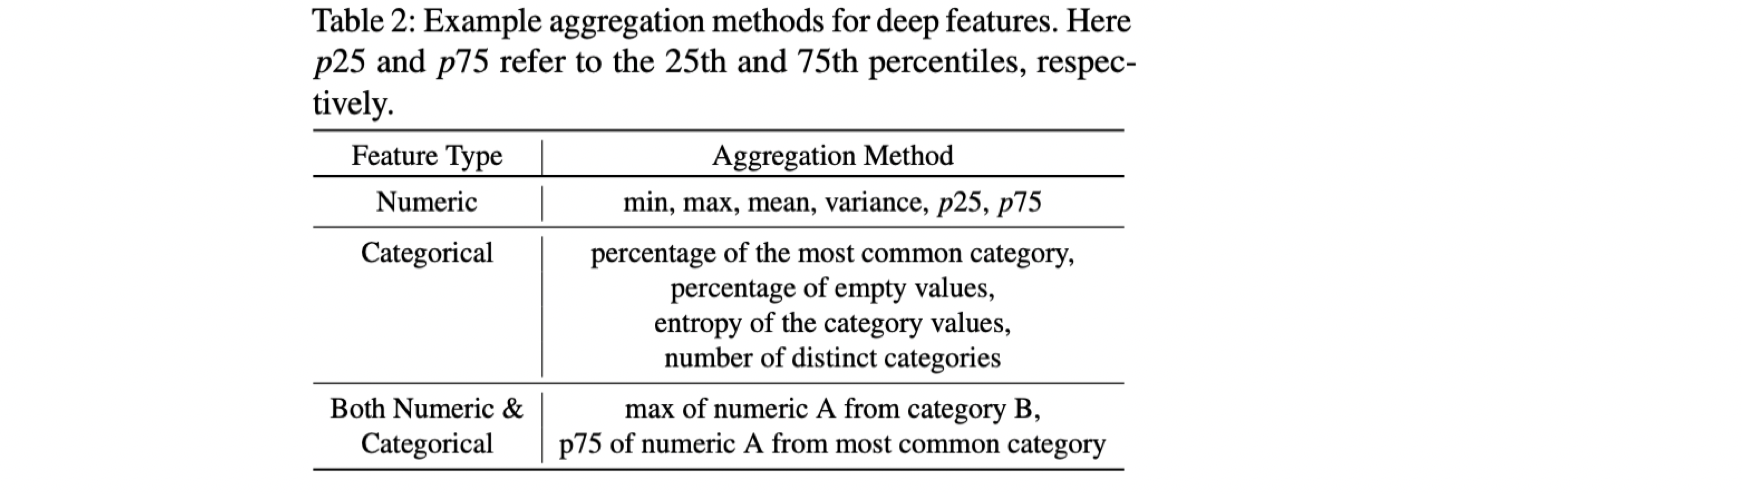 Table 2: Example aggregation methods for deep features. Here
p25 and p75 refer to the 25th and 75th percentiles, respec-
tively.
Feature Type Aggregation Method
Numeric min, max, mean, variance, p25, p75
Categorical percentage of the most common category,
percentage of empty values,
entropy of the category values,
number of distinct categories
Both Numeric & max of numeric A from category B,
Categorical p75 of numeric A from most common category